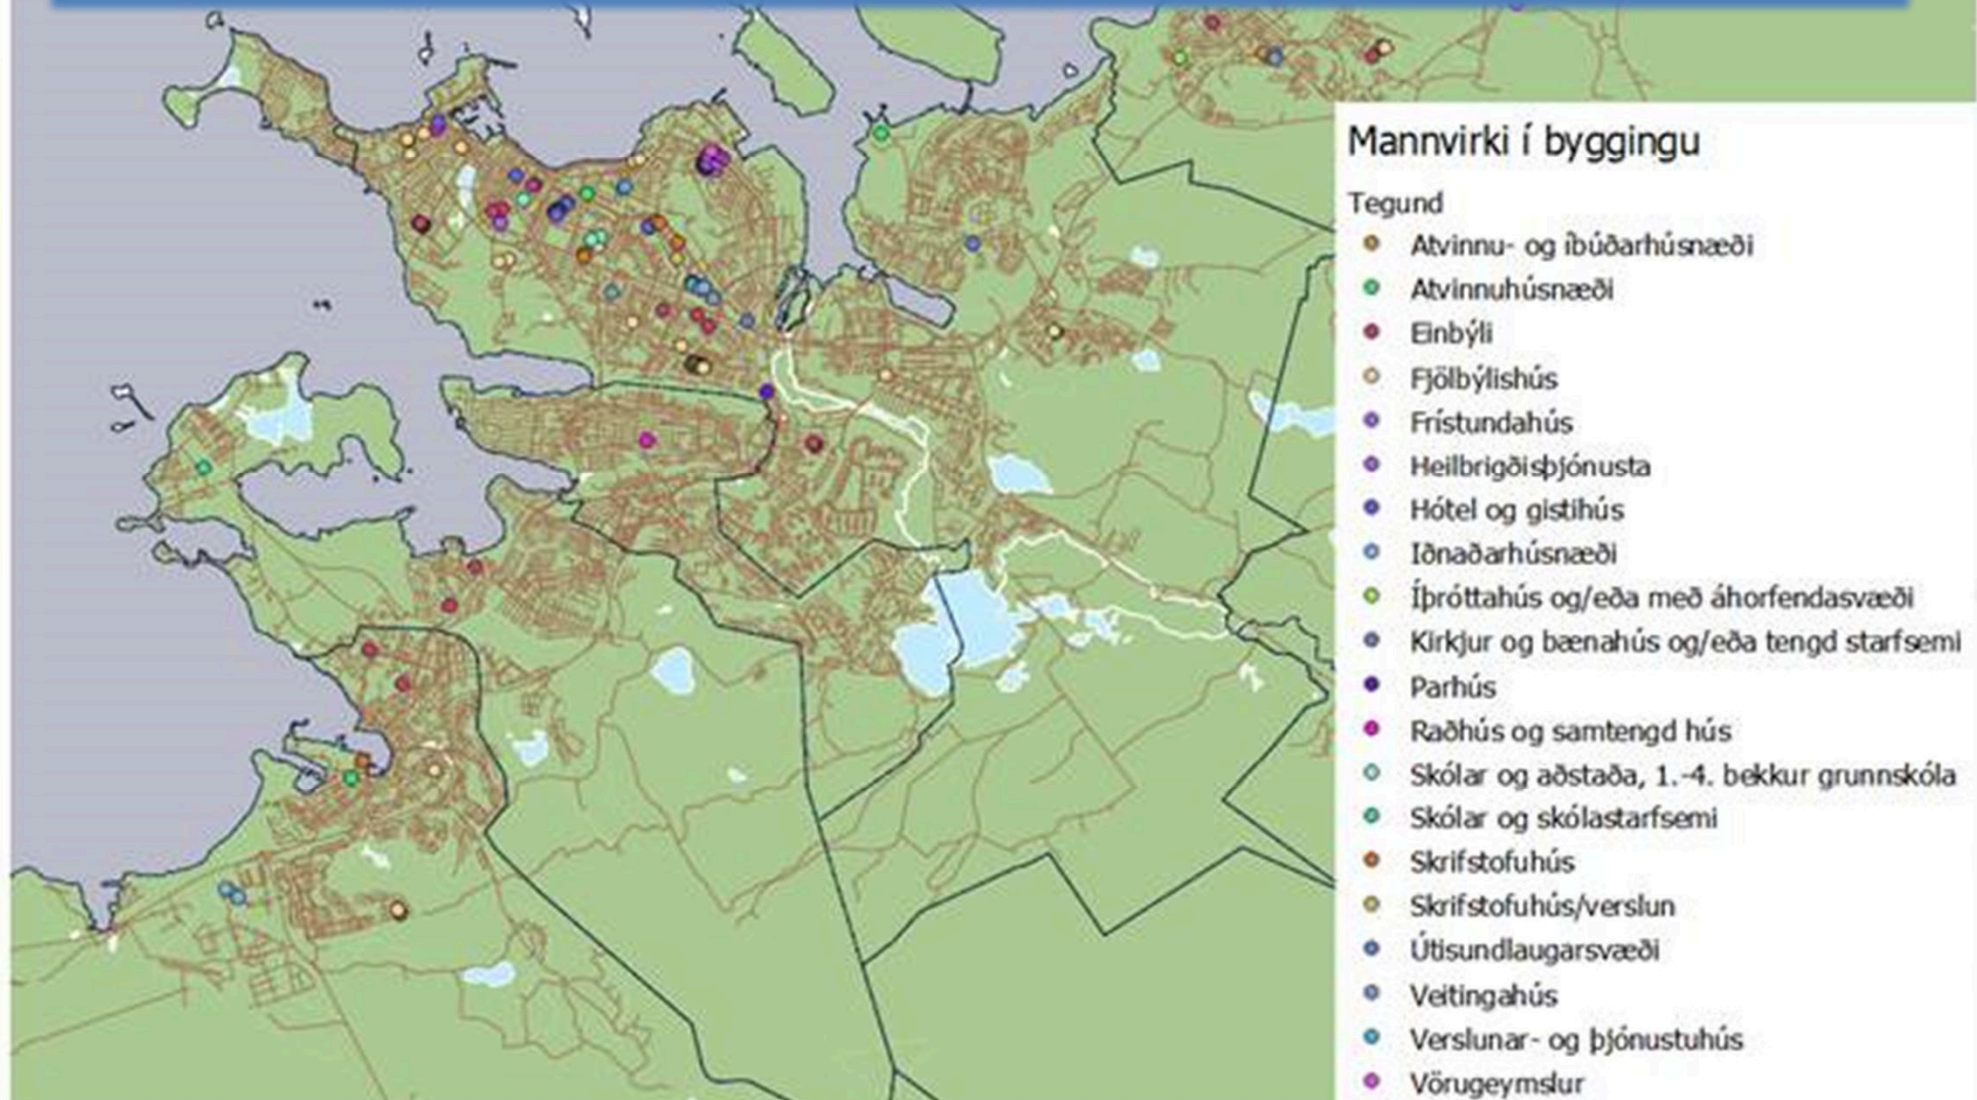 Mannvirki í byggingu
Tegund
Atvinnu- og íbúðarhúsnæði
Atvinnuhúsnæði
Einbýli
Fjölbýlishús
Frístundahús
Heilbrigðisþjónusta
Hótel og gistihús
Iðnaðarhúsnæði
Íþróttahús og/eða með áhorfendasvæði
Kirkjur og bænahús og/eða tengd starfsemi
Parhús
Raðhús og samtengd hús
Skólar og aðstaða, 1.-4. bekkur grunnskóla
Skólar og skólastarfsemi
Skrifstofuhús
Skrifstofuhús/verslun
Útisundlaugarsvæði
Veitingahús
Verslunar- og þjónustuhús
Vörugeymslur